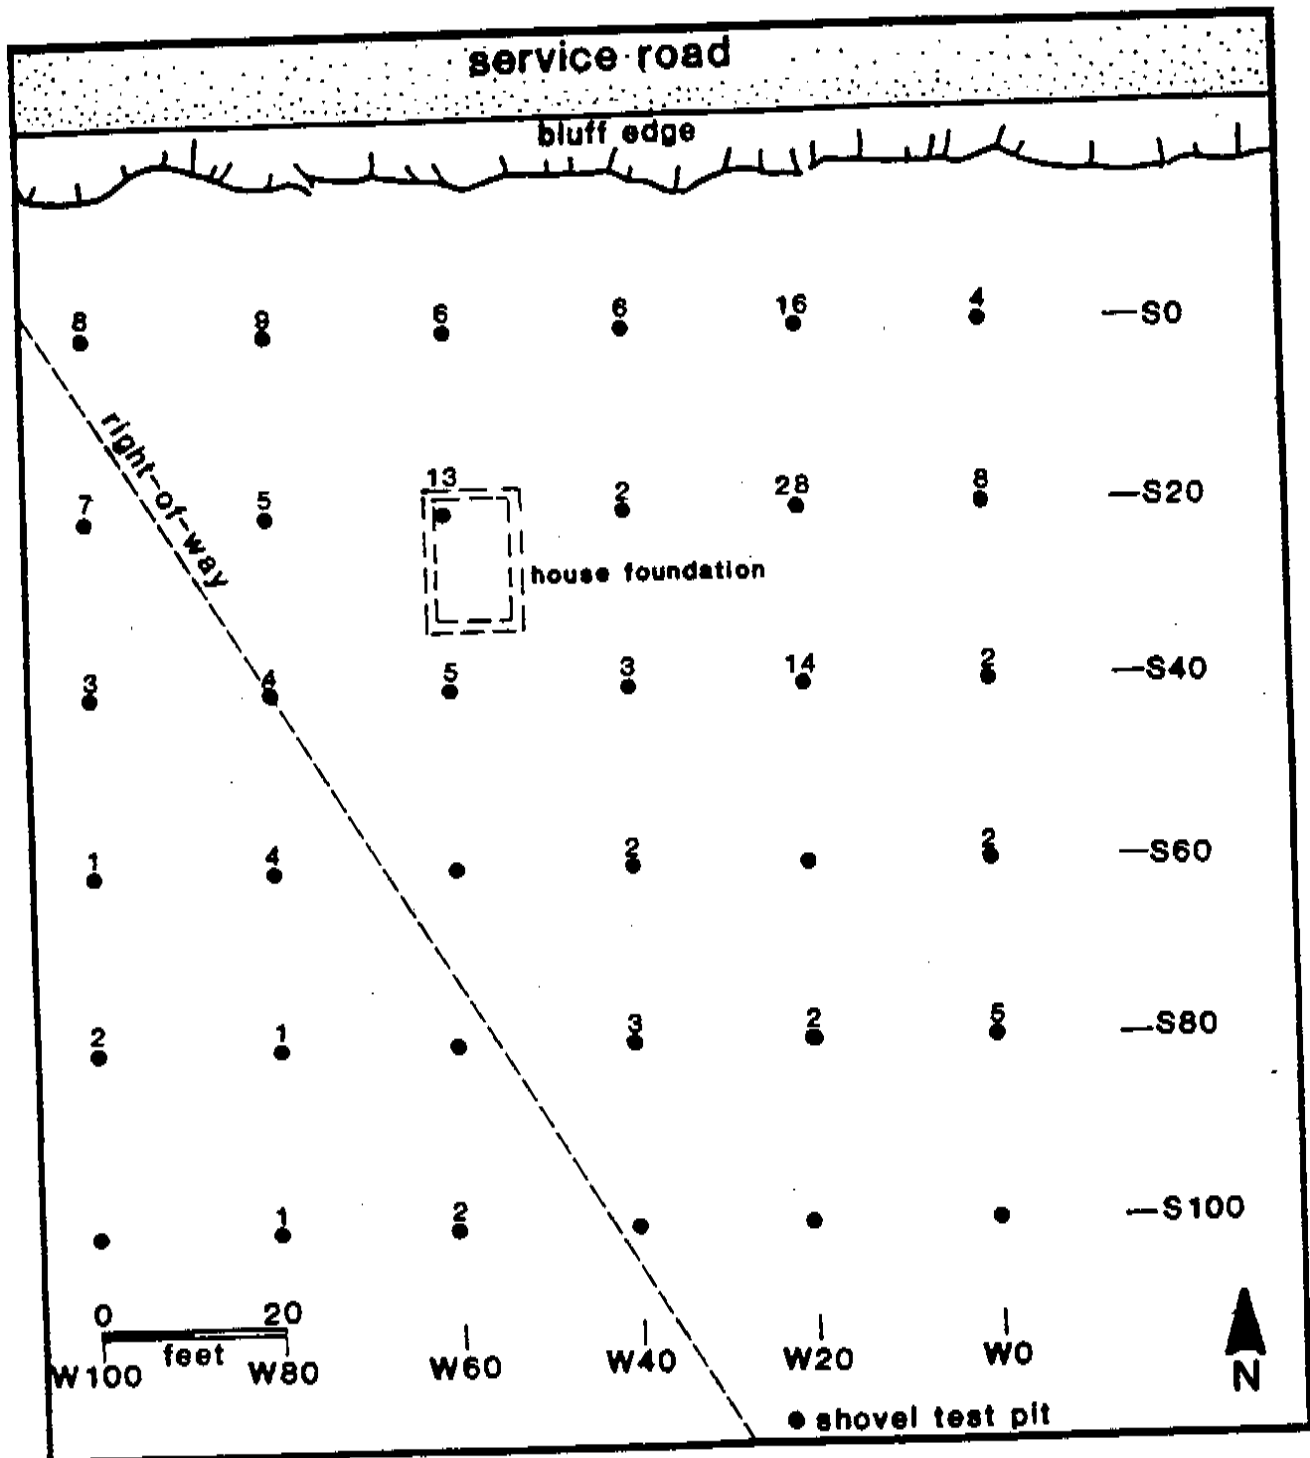 service road
bluff edge
8 9 6 6 16 4 —S0
right-of-way
7 5 13 2 28 8 —S20
house foundation
3 4 5 3 14 2 —S40
1 4 2 2 —S60
2 1 3 2 5 —S80
1 2 —S100
0 20
feet
W100 W80 W60 W40 W20 W0
N
shovel test pit